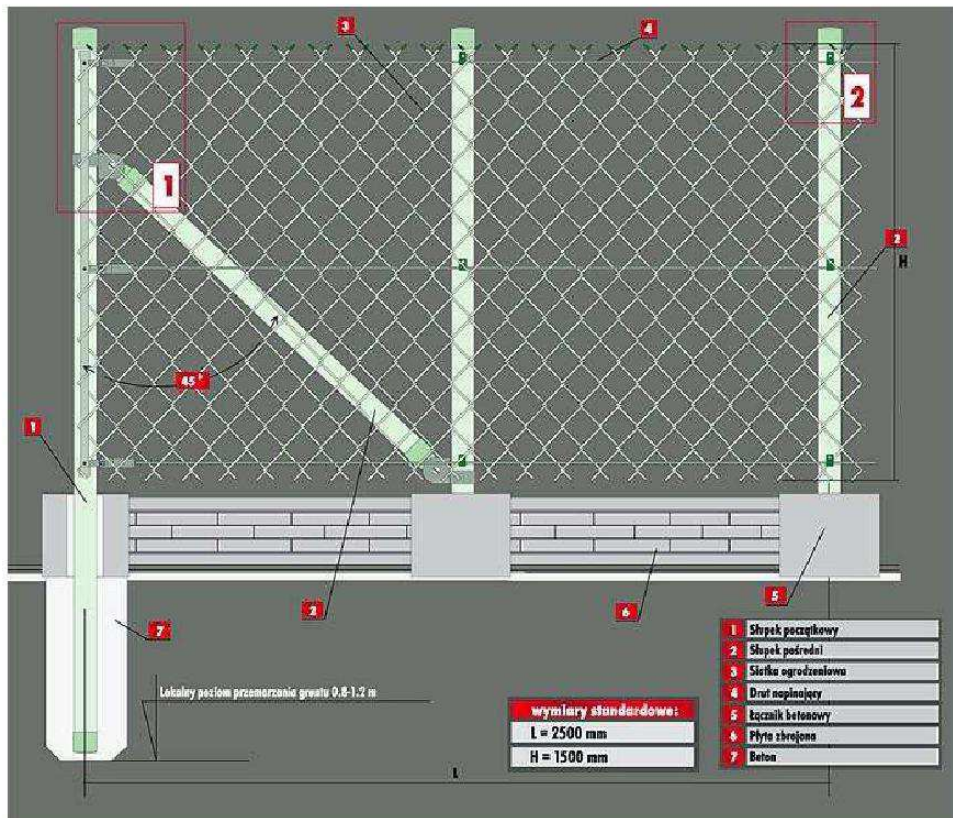 3
4
2
1
2
H
45°
1
7
2
6
5
Lokalny poziom przemarzania gruntu 0.8-1.2 m
wymiary standardowe:
L = 2500 mm
H = 1500 mm
L
1 Słupek początkowy
2 Słupek pośredni
3 Siatka ogrodzeniowa
4 Drut napinający
5 Łącznik betonowy
6 Płyta zbrojona
7 Beton